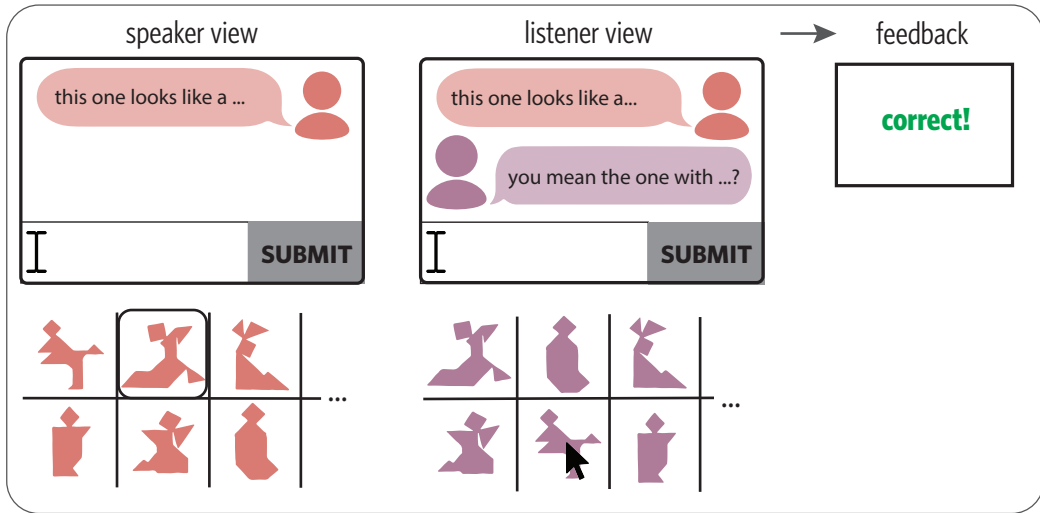 speaker view
this one looks like a ...
SUBMIT
...
listener view
this one looks like a...
you mean the one with ...?
SUBMIT
...
feedback
correct!